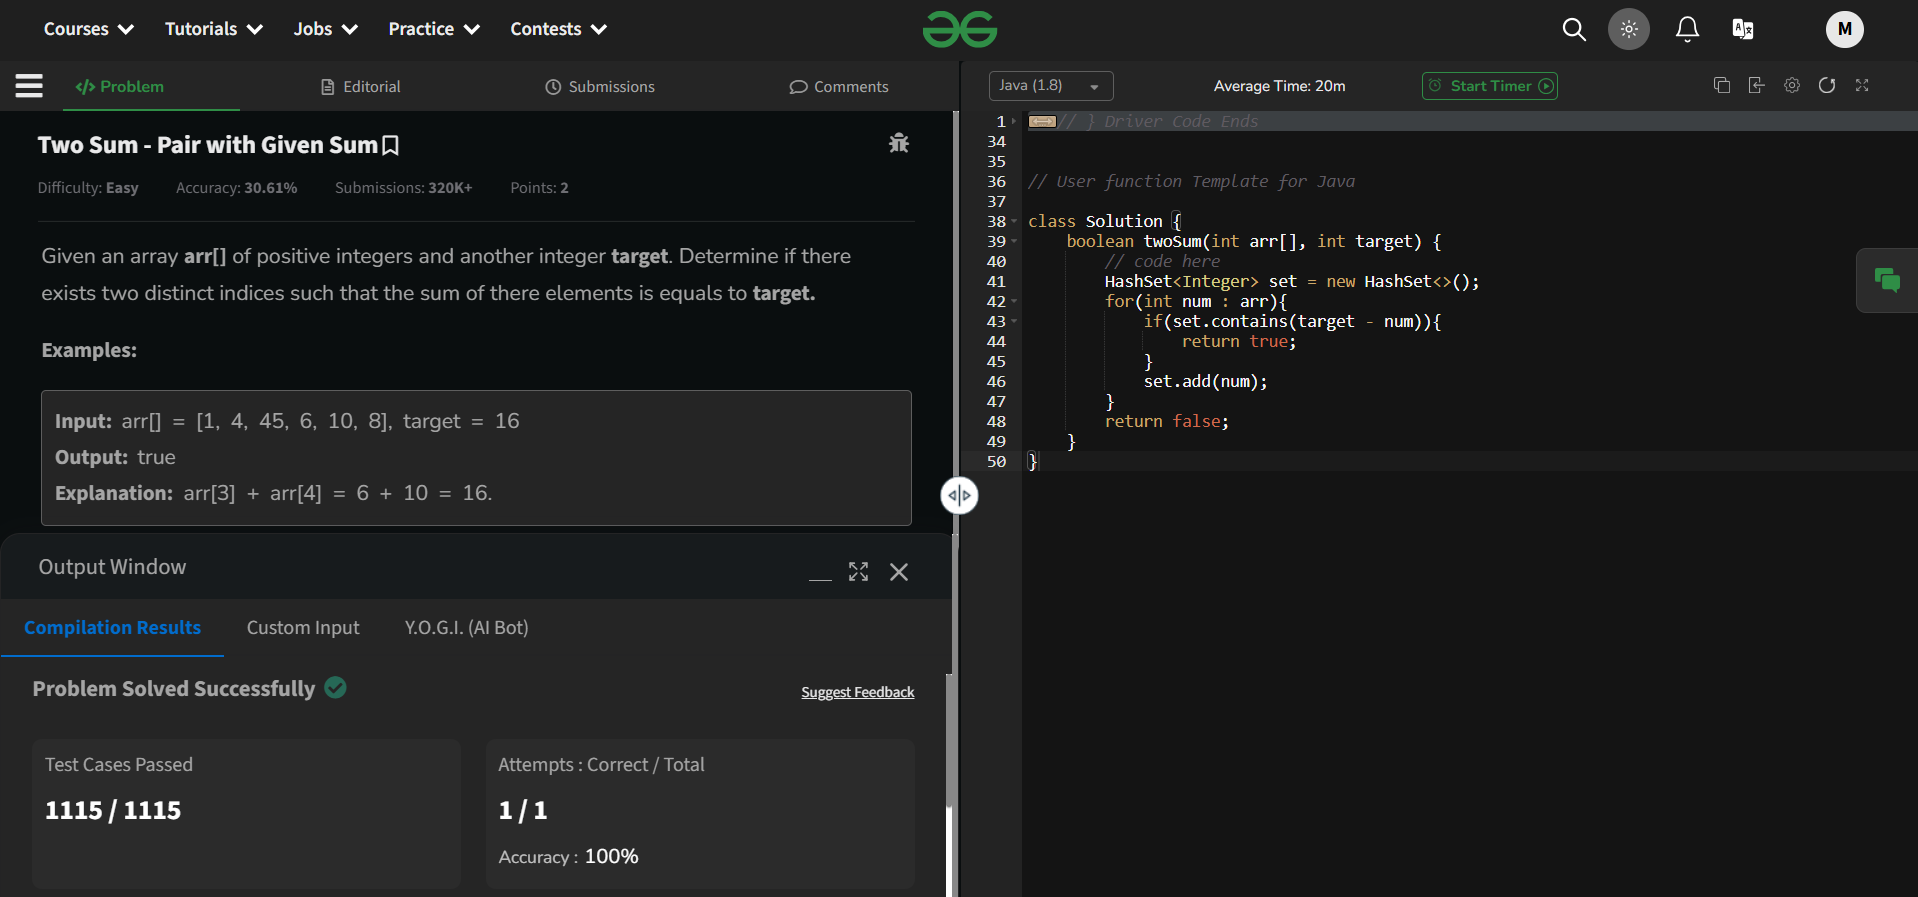 Courses Tutorials Jobs Practice Contests
M
</> Problem Editorial Submissions Comments
Java (1.8) Average Time: 20m Start Timer
Two Sum - Pair with Given Sum
Difficulty: Easy Accuracy: 30.61% Submissions: 320K+ Points: 2
Given an array arr[] of positive integers and another integer target. Determine if there
exists two distinct indices such that the sum of there elements is equals to target.
Examples:
Input: arr[] = [1, 4, 45, 6, 10, 8], target = 16
Output: true
Explanation: arr[3] + arr[4] = 6 + 10 = 16.
Output Window
Compilation Results Custom Input Y.O.G.I. (AI Bot)
Problem Solved Successfully
Suggest Feedback
Test Cases Passed
1115 / 1115
Attempts : Correct / Total
1 / 1
Accuracy : 100%
1 // } Driver Code Ends
34
35
36 // User function Template for Java
37
38 class Solution {
39 boolean twoSum(int arr[], int target) {
40 // code here
41 HashSet<Integer> set = new HashSet<>();
42 for(int num : arr){
43 if(set.contains(target - num)){
44 return true;
45 }
46 set.add(num);
47 }
48 return false;
49 }
50 }